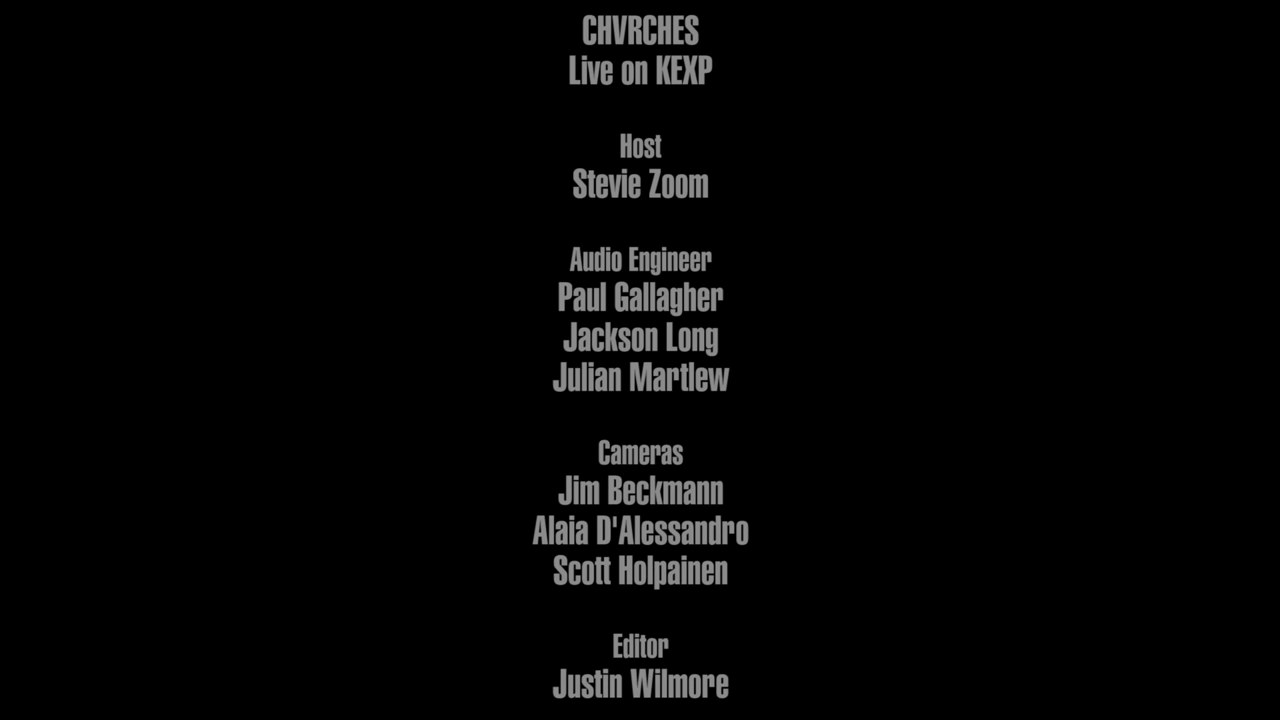 CHVRCHES
Live on KEXP
Host
Stevie Zoom
Audio Engineer
Paul Gallagher
Jackson Long
Julian Martlew
Cameras
Jim Beckmann
Alaia D'Alessandro
Scott Holpainen
Editor
Justin Wilmore